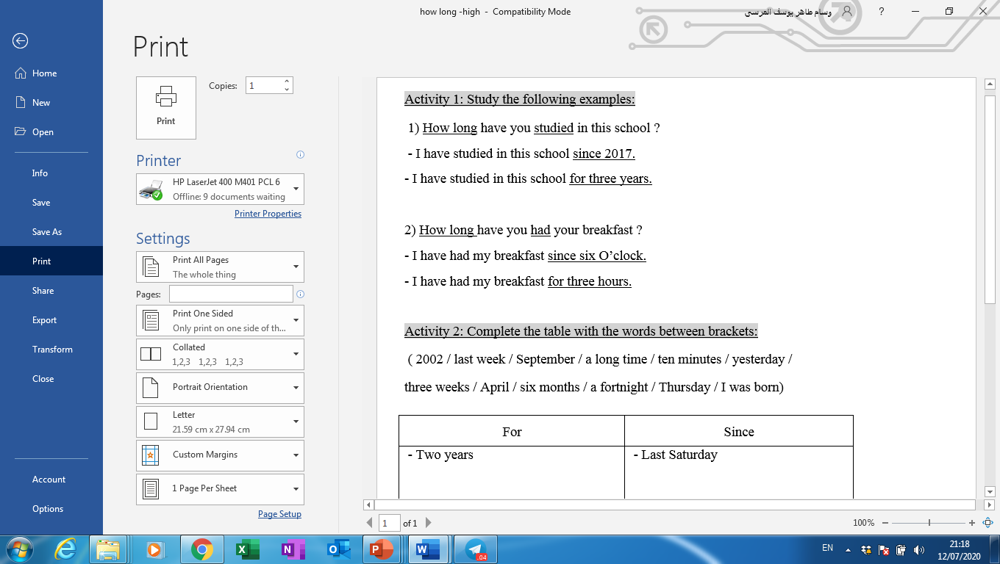 how long -high - Compatibility Mode
وسام طاهر يوسف المرسى
?
Print
Home
New
Open
Info
Save
Save As
Print
Share
Export
Transform
Close
Account
Options
Print
Copies: 1
Printer
HP LaserJet 400 M401 PCL 6
Offline: 9 documents waiting
Printer Properties
Settings
Print All Pages
The whole thing
Pages:
Print One Sided
Only print on one side of th...
Collated
1,2,3 1,2,3 1,2,3
Portrait Orientation
Letter
21.59 cm x 27.94 cm
Custom Margins
1 Page Per Sheet
Page Setup
Activity 1: Study the following examples:
1) How long have you studied in this school ?
- I have studied in this school since 2017.
- I have studied in this school for three years.
2) How long have you had your breakfast ?
- I have had my breakfast since six O’clock.
- I have had my breakfast for three hours.
Activity 2: Complete the table with the words between brackets:
( 2002 / last week / September / a long time / ten minutes / yesterday /
three weeks / April / six months / a fortnight / Thursday / I was born)
For Since
- Two years - Last Saturday
1 of 1
100%
EN
21:18
12/07/2020
.04